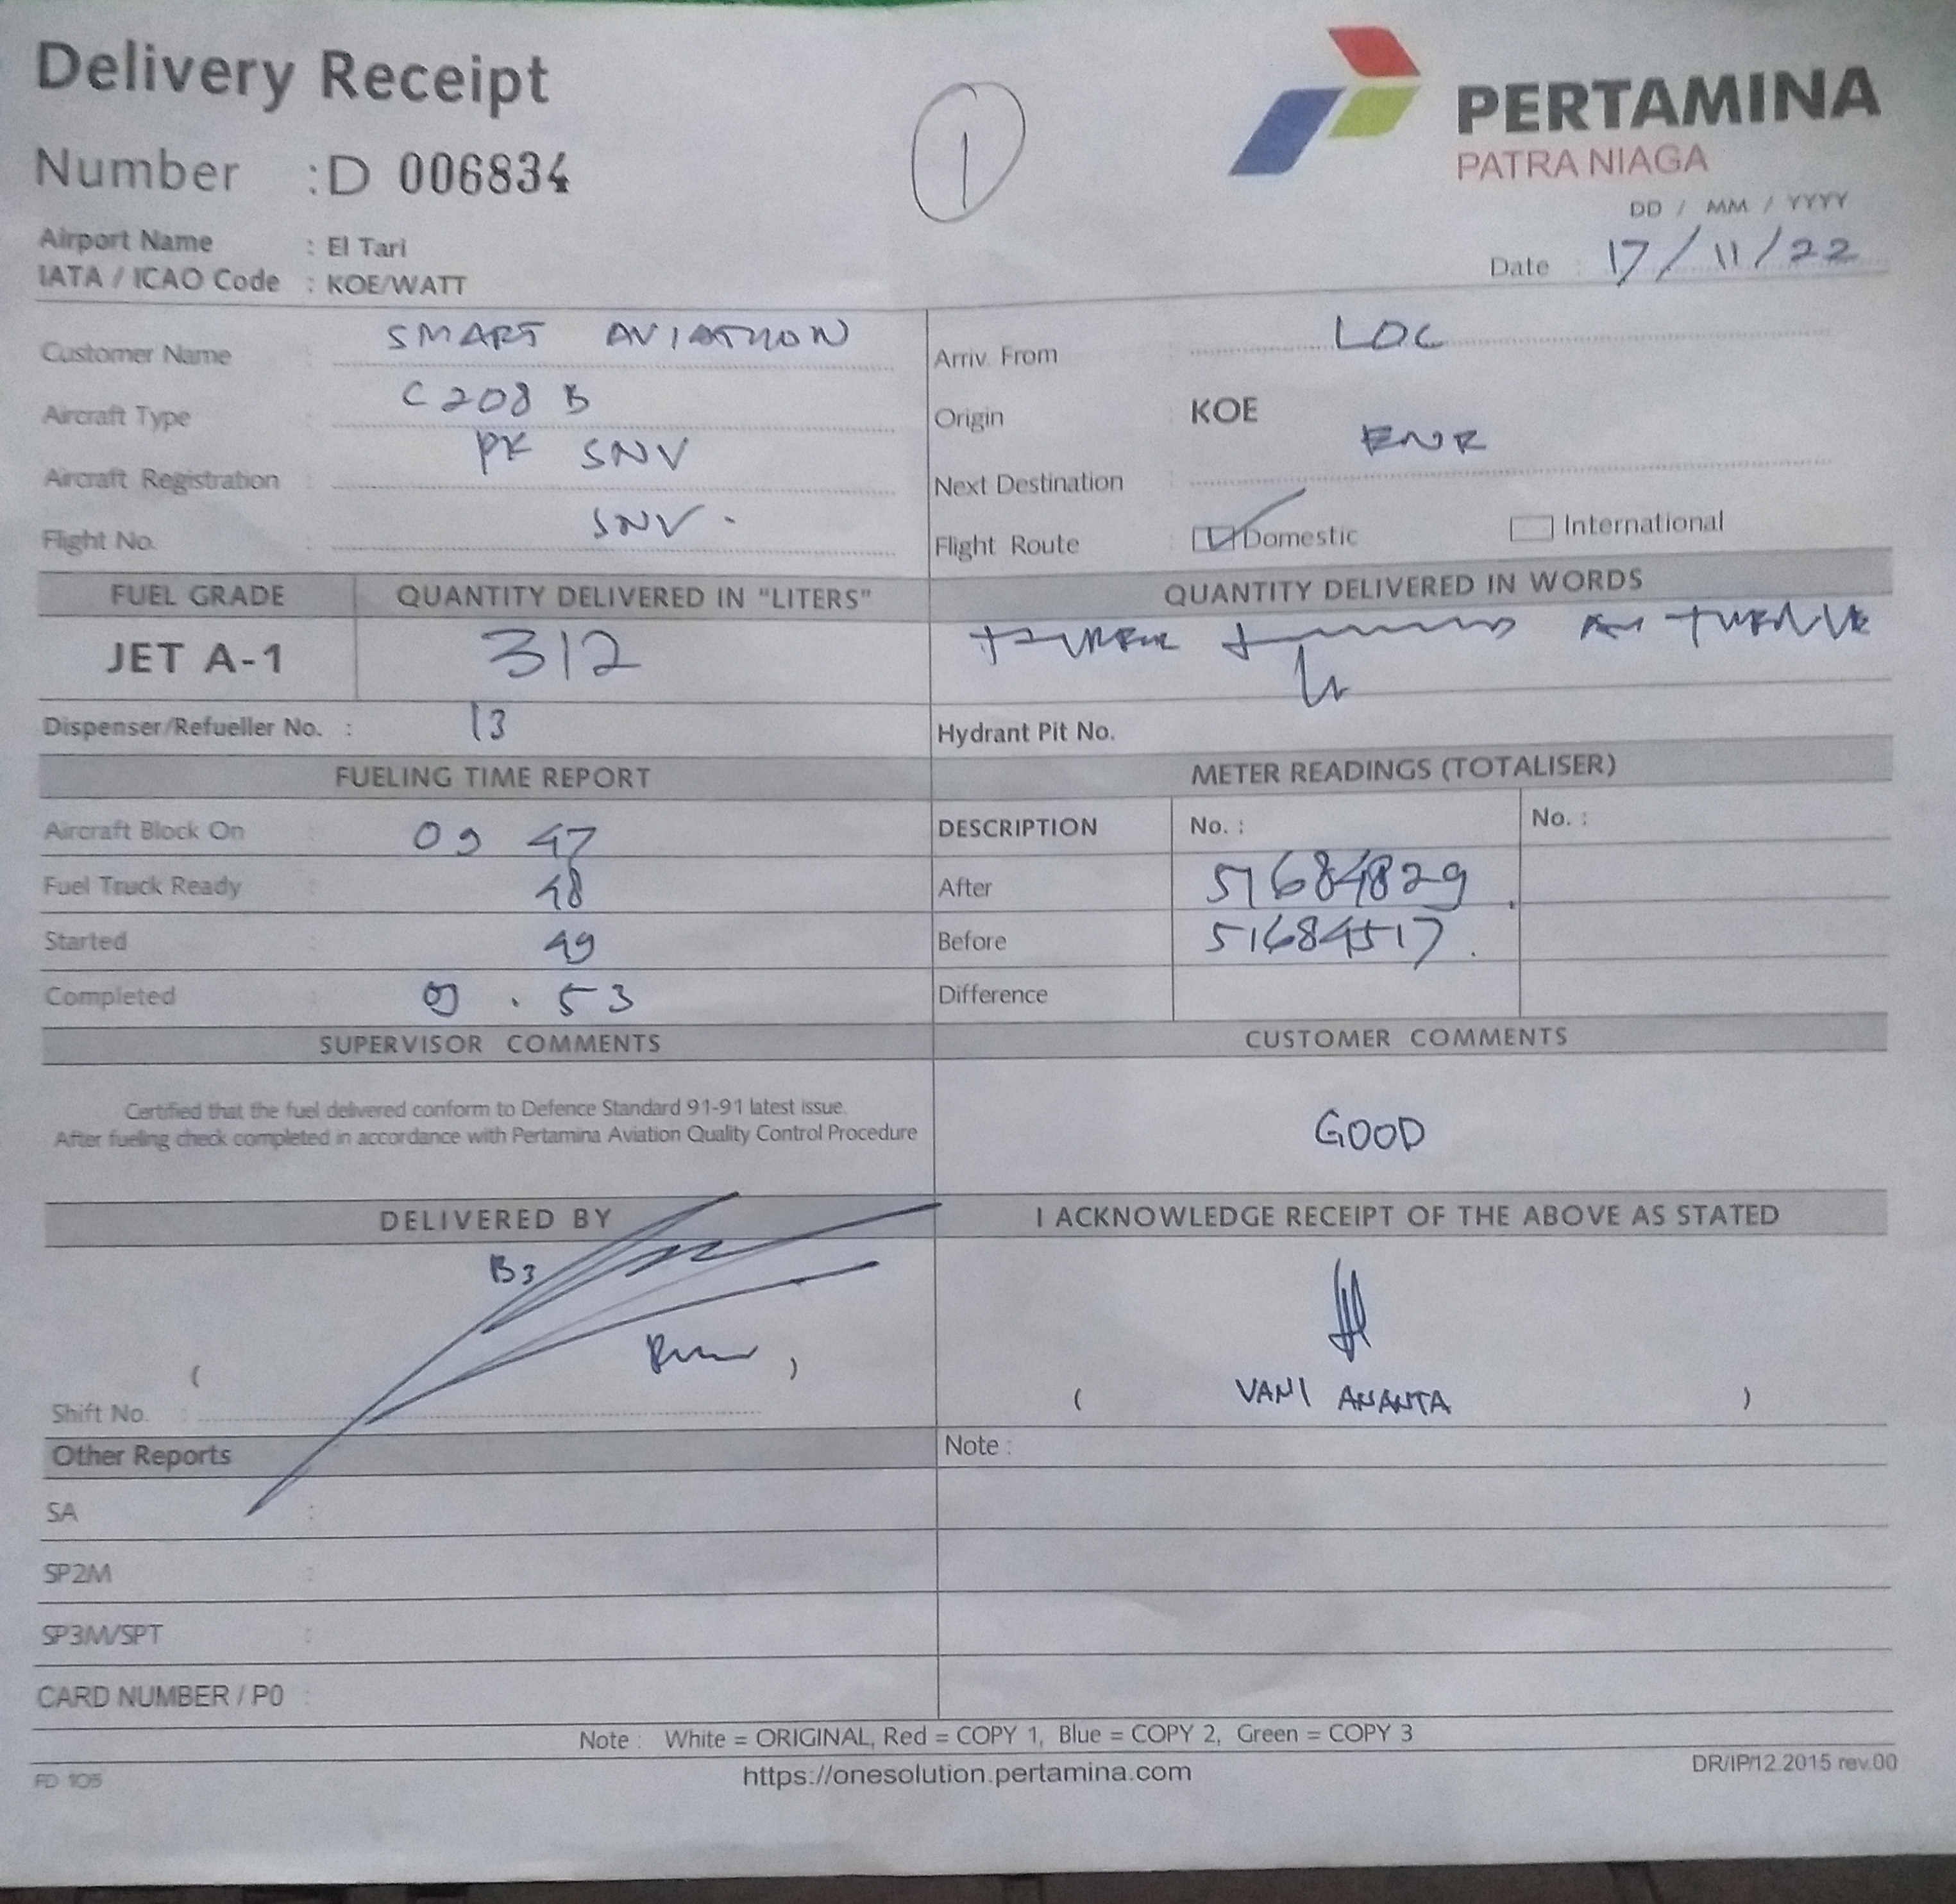 Delivery Receipt
1
PERTAMINA
PATRA NIAGA
Number : D 006834
DD / MM / YYYY
Airport Name : El Tari
Date : 17/11/22
IATA / ICAO Code : KOE/WATT
Customer Name : SMART AVIATION
Arriv. From : LOC
Aircraft Type : C208 B
Origin : KOE
Aircraft Registration : PK SNV
Next Destination : ENR
Flight No. : SNV -
Flight Route : Domestic International
FUEL GRADE QUANTITY DELIVERED IN "LITERS" QUANTITY DELIVERED IN WORDS
JET A-1 312 TWELVE
Dispenser/Refueller No. : 13
Hydrant Pit No.
FUELING TIME REPORT METER READINGS (TOTALISER)
Aircraft Block On : 09 47
DESCRIPTION No. : No. :
Fuel Truck Ready : 48
After 51684829
Started : 49
Before 51684517
Completed : 09 . 53
Difference
SUPERVISOR COMMENTS CUSTOMER COMMENTS
Certified that the fuel delivered conform to Defence Standard 91-91 latest issue.
After fueling check completed in accordance with Pertamina Aviation Quality Control Procedure
GOOD
DELIVERED BY I ACKNOWLEDGE RECEIPT OF THE ABOVE AS STATED
B3
( )
( VANI ANANTA )
Shift No. :
Other Reports
Note :
SA :
SP2M :
SP3M/SPT :
CARD NUMBER / P0 :
Note : White = ORIGINAL, Red = COPY 1, Blue = COPY 2, Green = COPY 3
FD 105
https://onesolution.pertamina.com
DR/IP/12.2015 rev.00